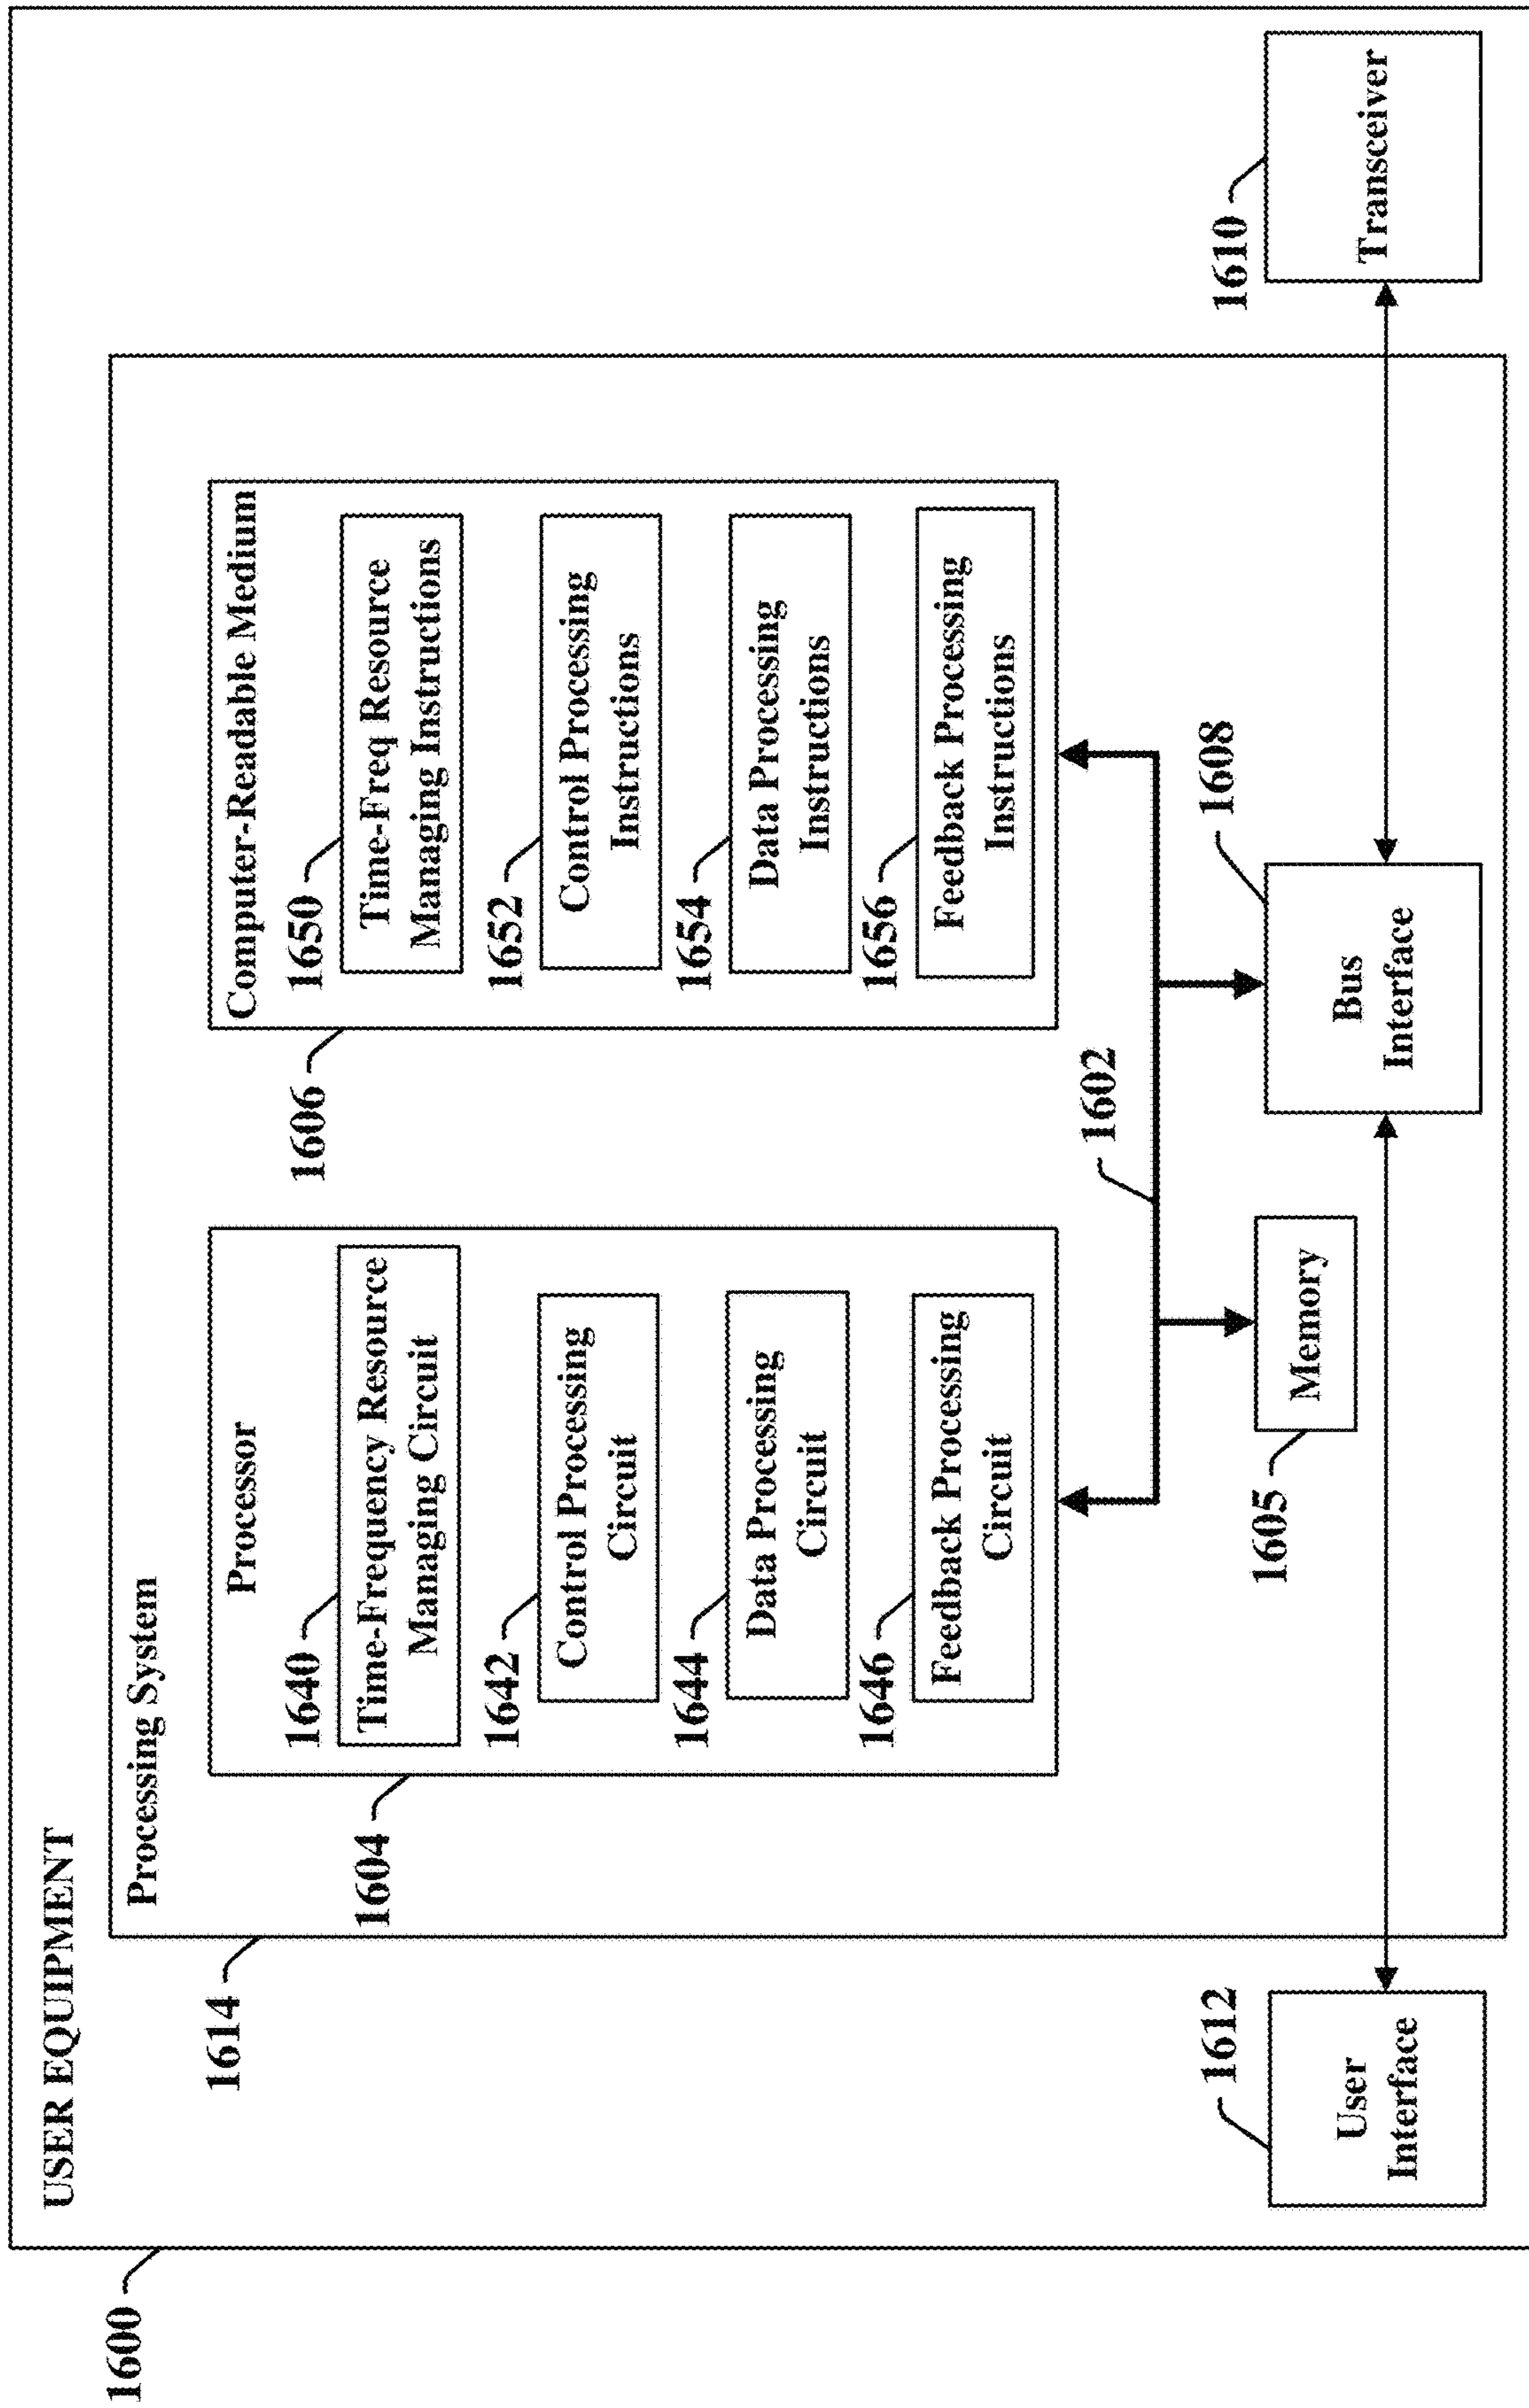 1600
USER EQUIPMENT
1614
Processing System
1604
Processor
1640
Time-Frequency Resource
Managing Circuit
1642
Control Processing
Circuit
1644
Data Processing
Circuit
1646
Feedback Processing
Circuit
1606
Computer-Readable Medium
1650
Time-Freq Resource
Managing Instructions
1652
Control Processing
Instructions
1654
Data Processing
Instructions
1656
Feedback Processing
Instructions
1602
1605
Memory
1608
Bus
Interface
1612
User
Interface
1610
Transceiver